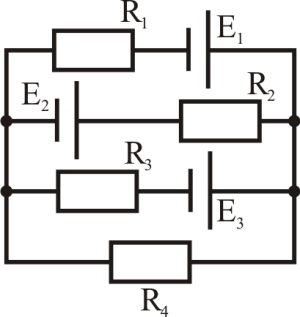 R₁ E₁
E₂ R₂
R₃
E₃
R₄